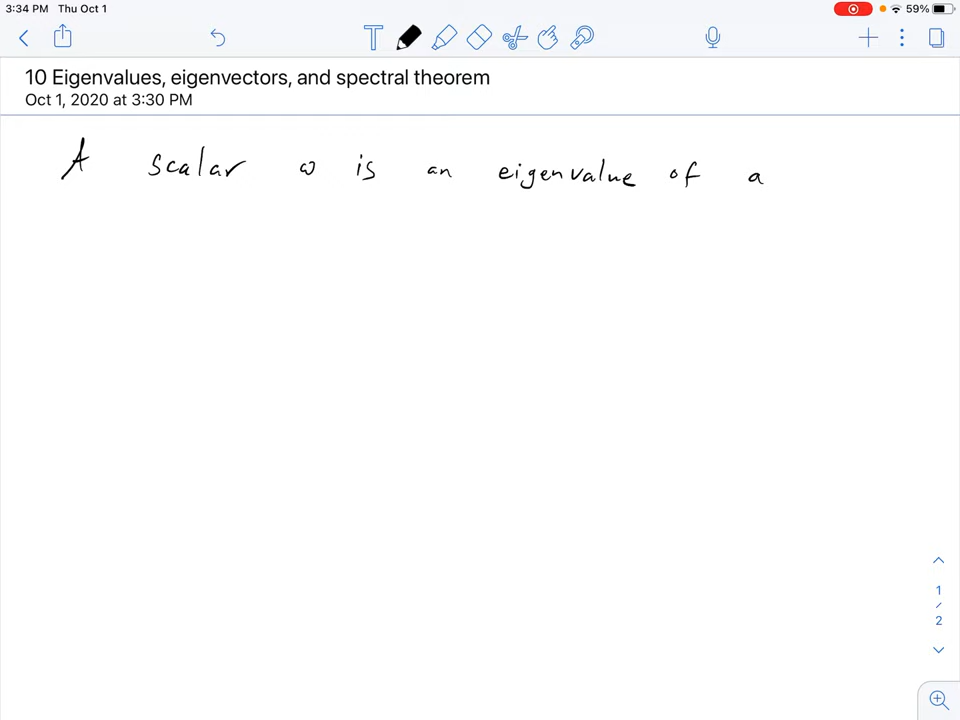 3:34 PM Thu Oct 1
59%
T
10 Eigenvalues, eigenvectors, and spectral theorem
Oct 1, 2020 at 3:30 PM
A scalar ω is an eigenvalue of a
1
/
2